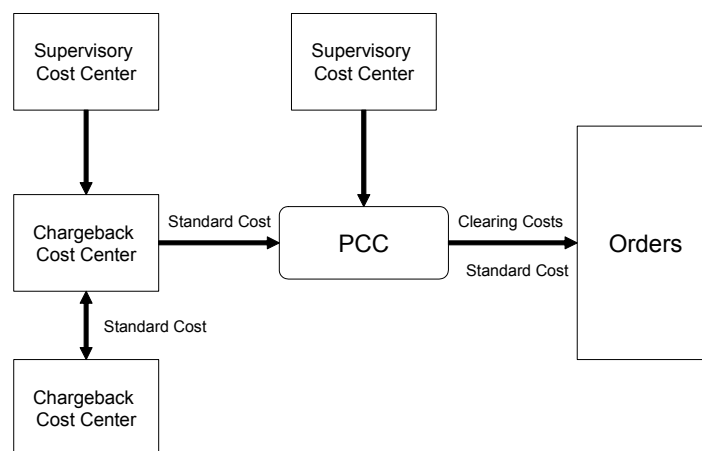 Supervisory
Cost Center
Supervisory
Cost Center
Chargeback
Cost Center
Standard Cost
PCC
Clearing Costs
Standard Cost
Orders
Standard Cost
Chargeback
Cost Center